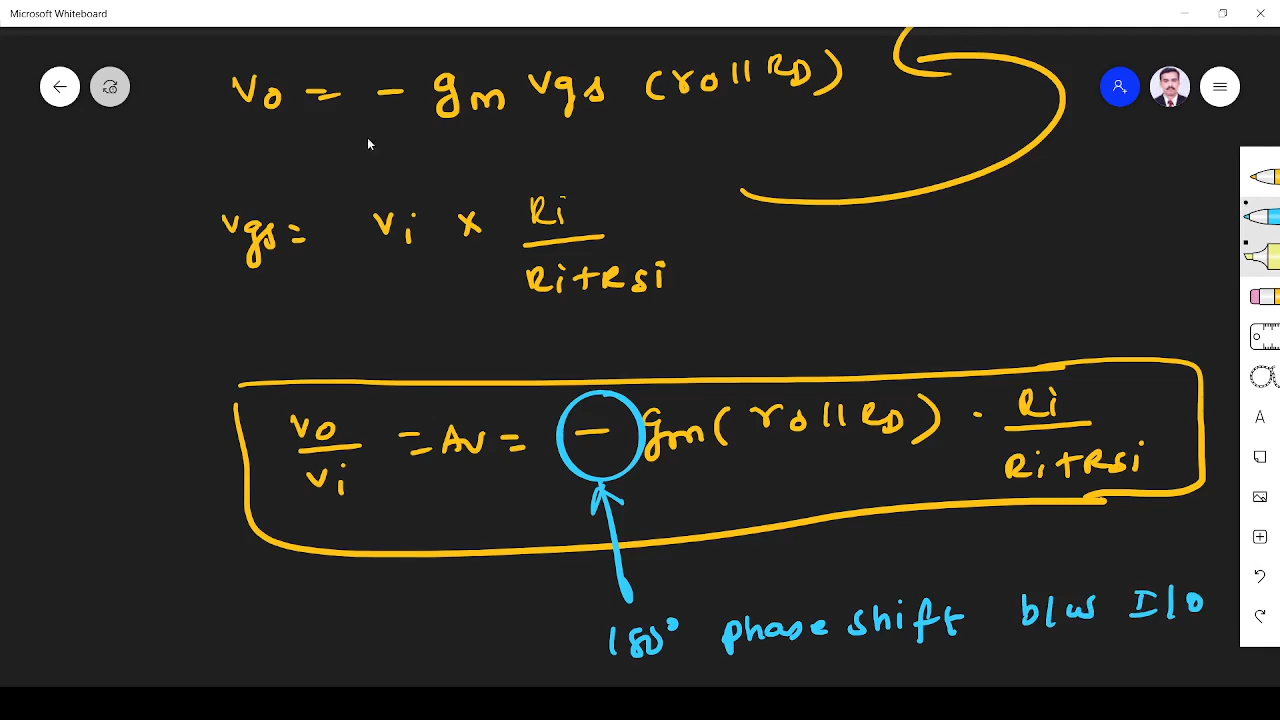 Microsoft Whiteboard
vo = - gm vgs (ro||RD)
vgs = vi × Ri / Ri+Rsi
vo / vi = Av = - gm(ro||RD) · Ri / Ri+Rsi
180° phase shift b/w I/O